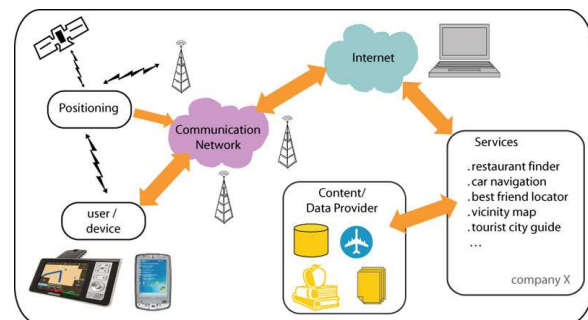 Positioning
Communication
Network
Internet
user /
device
Content/
Data Provider
Services
.restaurant finder
.car navigation
.best friend locator
.vicinity map
.tourist city guide
...
company X